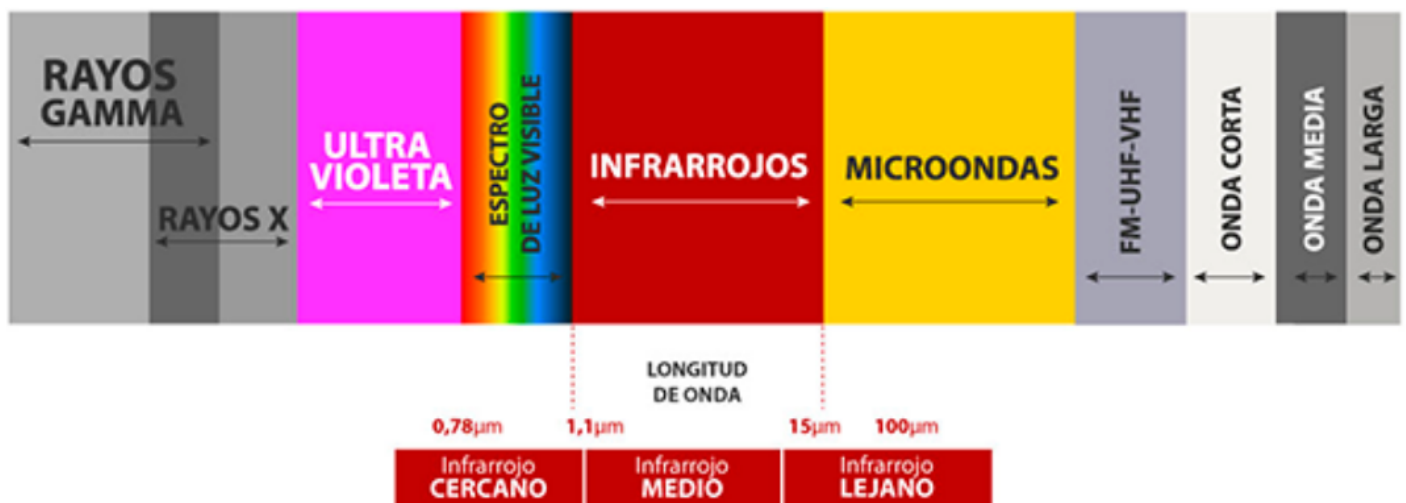 RAYOS
GAMMA
RAYOS X
ULTRA
VIOLETA
ESPECTRO
DE LUZ VISIBLE
INFRARROJOS
MICROONDAS
FM-UHF-VHF
ONDA CORTA
ONDA MEDIA
ONDA LARGA
LONGITUD
DE ONDA
0,78µm 1,1µm 15µm 100µm
Infrarrojo
CERCANO
Infrarrojo
MEDIO
Infrarrojo
LEJANO